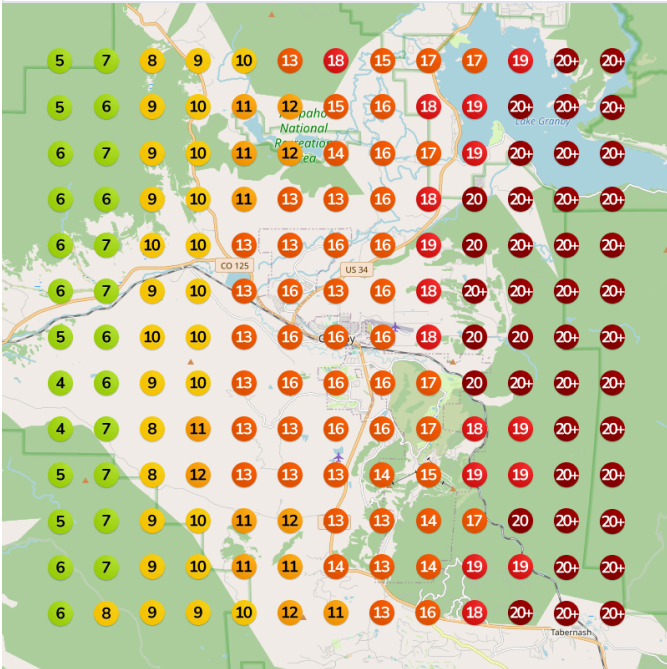 5 7 8 9 10 13 18 15 17 17 19 20+ 20+
5 6 9 10 11 12 15 16 18 19 20+ 20+ 20+
National
Lake Granby
6 7 9 10 11 12 14 16 17 19 20+ 20+ 20+
6 6 9 10 11 13 13 16 18 20 20+ 20+ 20+
6 7 10 10 13 13 16 16 19 20 20+ 20+ 20+
CO 125 US 34
6 7 9 10 13 16 13 16 18 20+ 20+ 20+ 20+
5 6 10 10 13 16 16 16 18 20 20 20+ 20+
4 6 9 10 13 16 16 16 17 20 20+ 20+ 20+
4 7 8 11 13 13 16 16 17 18 19 20+ 20+
5 7 8 12 13 13 13 14 15 19 19 20+ 20+
5 7 9 10 11 12 13 13 14 17 20 20+ 20+
6 7 9 10 11 11 14 13 14 19 19 20+ 20+
6 8 9 9 10 12 11 13 16 18 20+ 20+ 20+
Tabernash